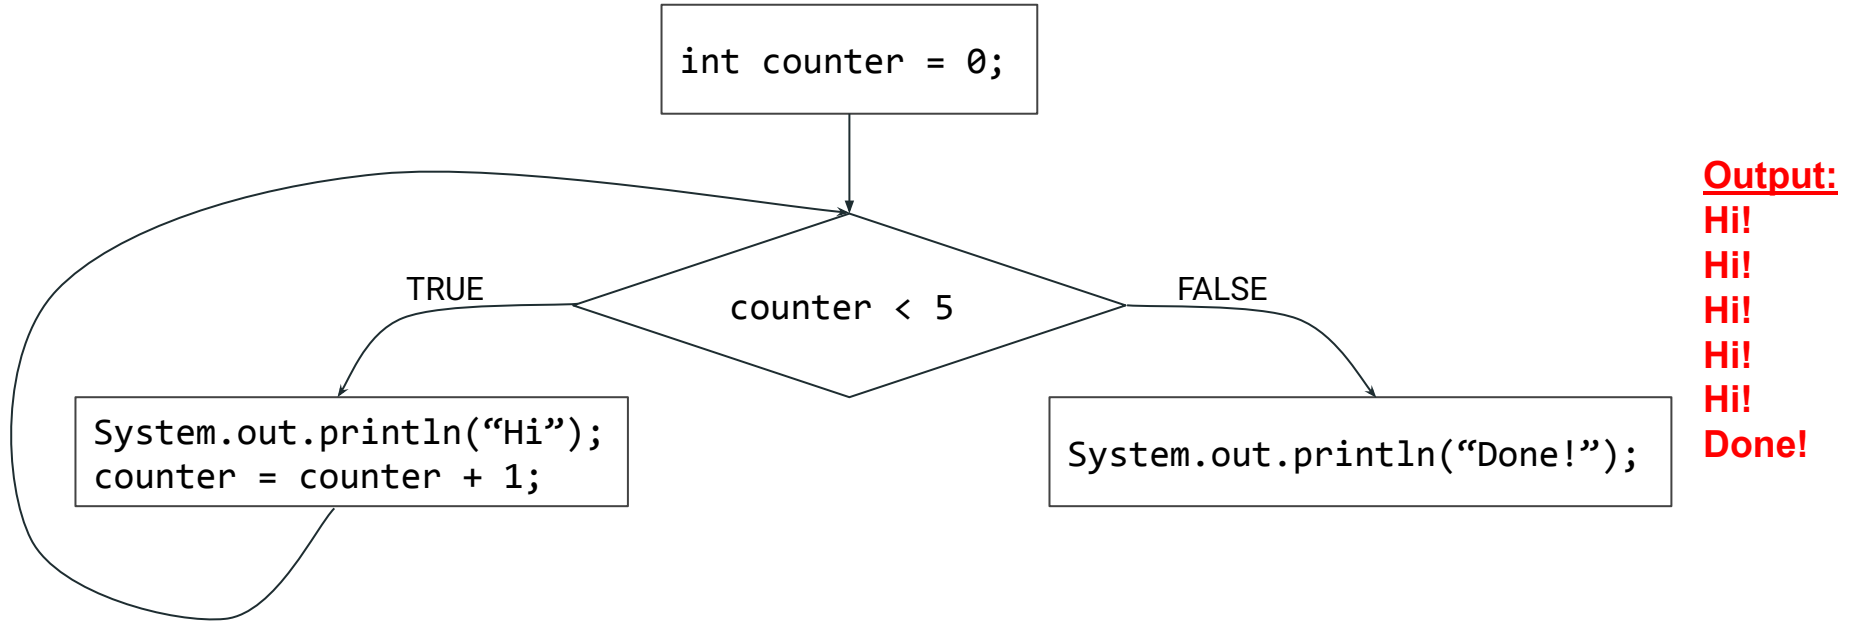 int counter = 0;
TRUE
counter < 5
FALSE
System.out.println(“Hi”);
counter = counter + 1;
System.out.println(“Done!”);
Output:
Hi!
Hi!
Hi!
Hi!
Hi!
Done!